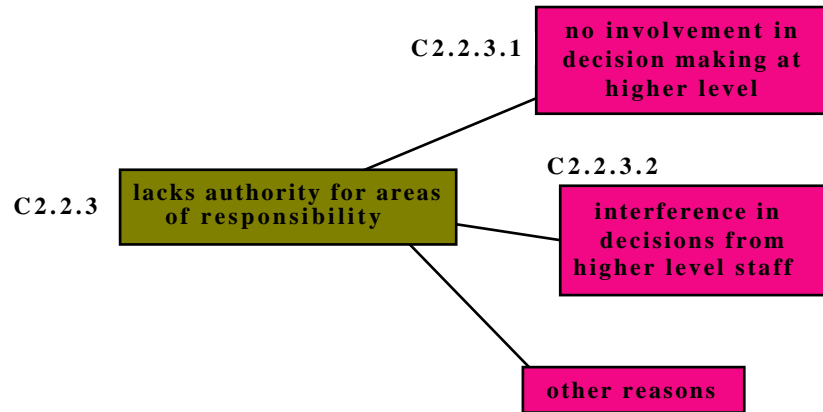 C2.2.3
lacks authority for areas
of responsibility
C2.2.3.1
no involvement in
decision making at
higher level
C2.2.3.2
interference in
decisions from
higher level staff
other reasons